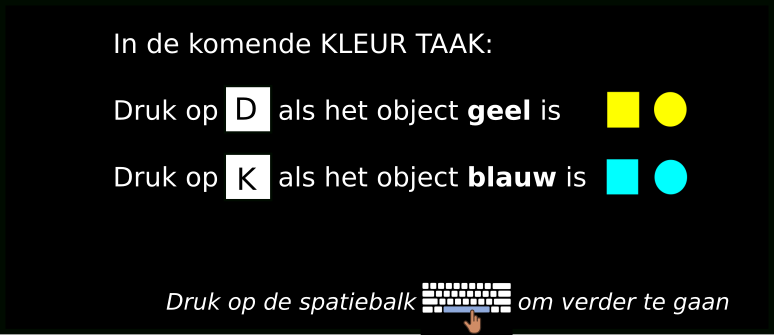 In de komende KLEUR TAAK:
Druk op D als het object geel is
Druk op K als het object blauw is
Druk op de spatiebalk om verder te gaan